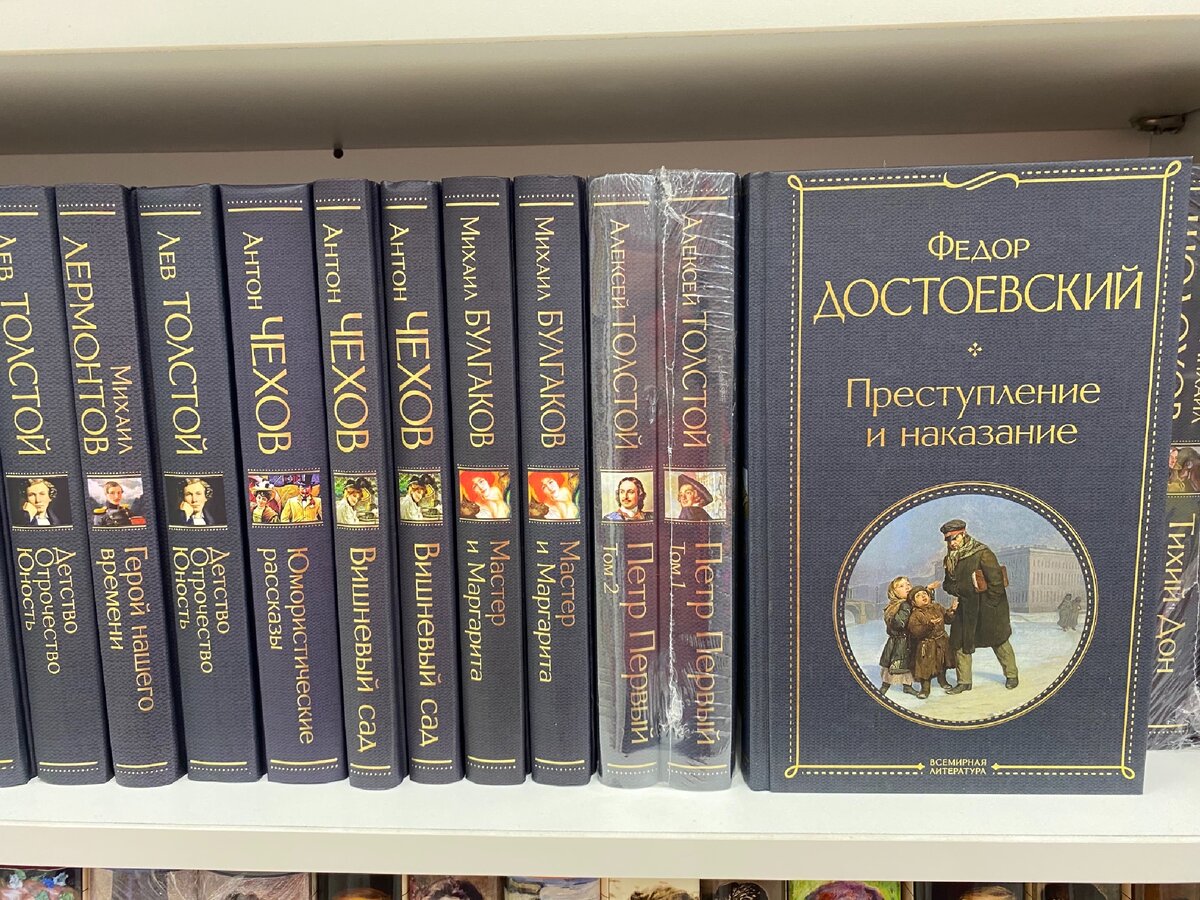 Лев ТОЛСТОЙ
Детство
Отрочество
Юность
Михаил
ЛЕРМОНТОВ
Герой нашего
времени
Лев ТОЛСТОЙ
Детство
Отрочество
Юность
Антон ЧЕХОВ
Юмористические
рассказы
Антон ЧЕХОВ
Вишневый сад
Антон ЧЕХОВ
Вишневый сад
Михаил БУЛГАКОВ
Мастер
и Маргарита
Михаил БУЛГАКОВ
Мастер
и Маргарита
Алексей ТОЛСТОЙ
Петр Первый
Том 2
Алексей ТОЛСТОЙ
Петр Первый
Том 1
Федор
ДОСТОЕВСКИЙ
Преступление
и наказание
ВСЕМИРНАЯ
ЛИТЕРАТУРА
Тихий Дон